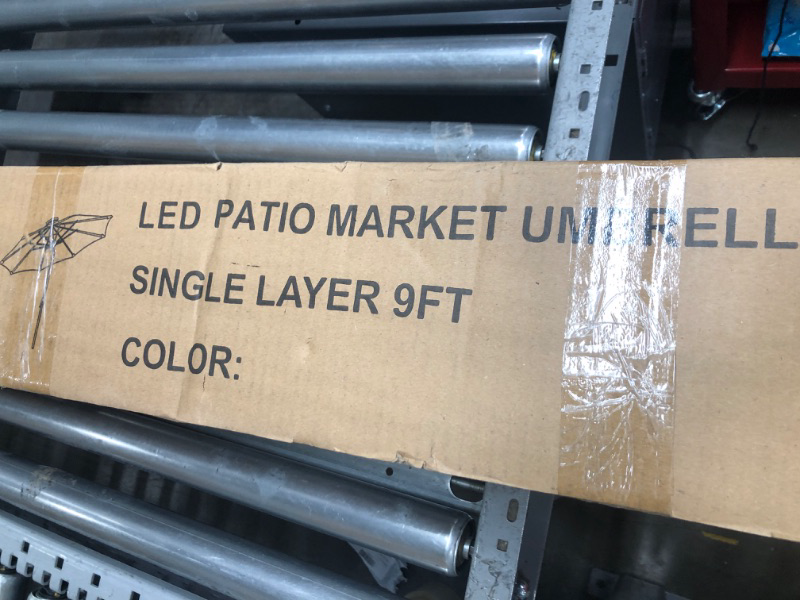 LED PATIO MARKET UMBRELL
SINGLE LAYER 9FT
COLOR: